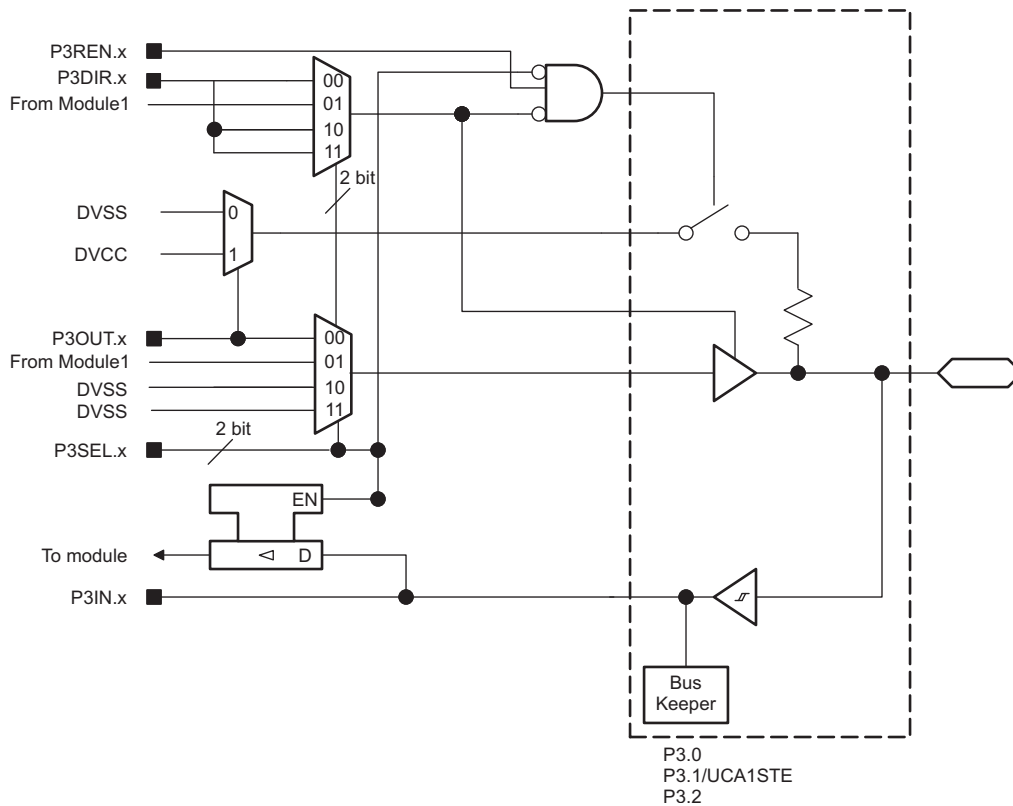 P3REN.x
P3DIR.x
From Module1
00
01
10
11
2 bit
DVSS
DVCC
0
1
P3OUT.x
From Module1
DVSS
DVSS
00
01
10
11
P3SEL.x
2 bit
EN
D
To module
P3IN.x
Bus
Keeper
P3.0
P3.1/UCA1STE
P3.2